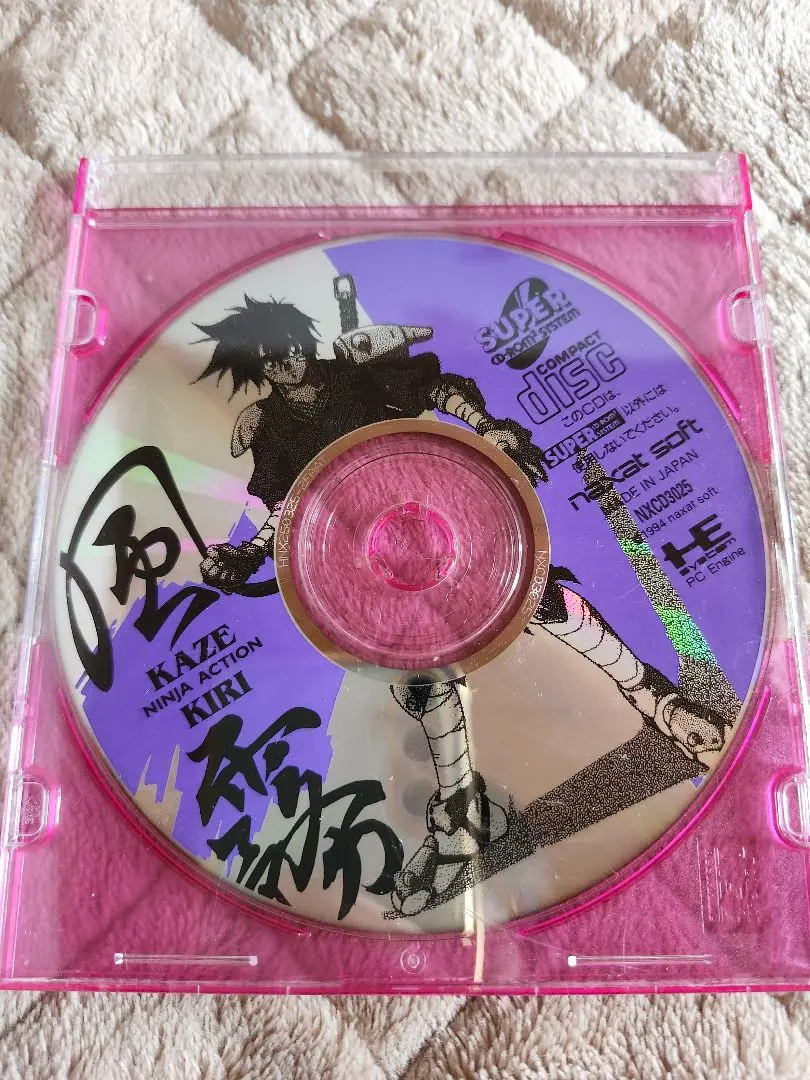 SUPER
CD-ROM² SYSTEM
COMPACT
disc
このCDは、
SUPER CD-ROM² SYSTEM 以外には
使用しないでください。
naxat soft
MADE IN JAPAN
NXCD3025
©1994 naxat soft
HE system
PC Engine
風
KAZE
NINJA ACTION
KIRI
霧
NXCD3025